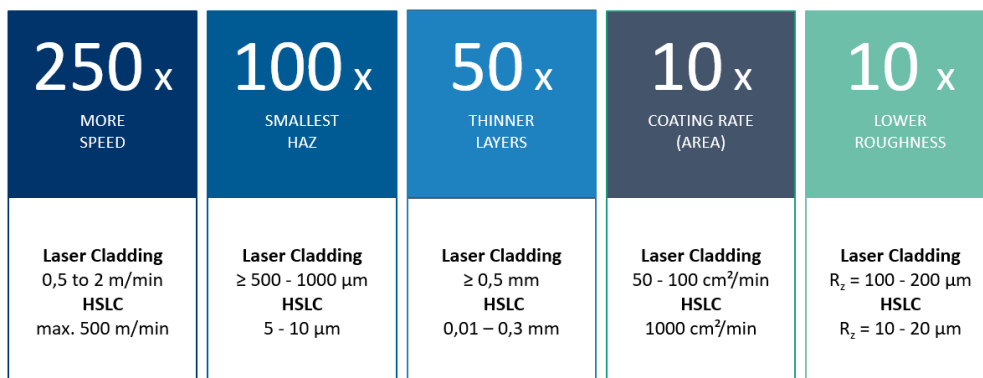 250 x
MORE
SPEED
Laser Cladding
0,5 to 2 m/min
HSLC
max. 500 m/min
100 x
SMALLEST
HAZ
Laser Cladding
≥ 500 - 1000 µm
HSLC
5 - 10 µm
50 x
THINNER
LAYERS
Laser Cladding
≥ 0,5 mm
HSLC
0,01 – 0,3 mm
10 x
COATING RATE
(AREA)
Laser Cladding
50 - 100 cm²/min
HSLC
1000 cm²/min
10 x
LOWER
ROUGHNESS
Laser Cladding
Rz = 100 - 200 µm
HSLC
Rz = 10 - 20 µm